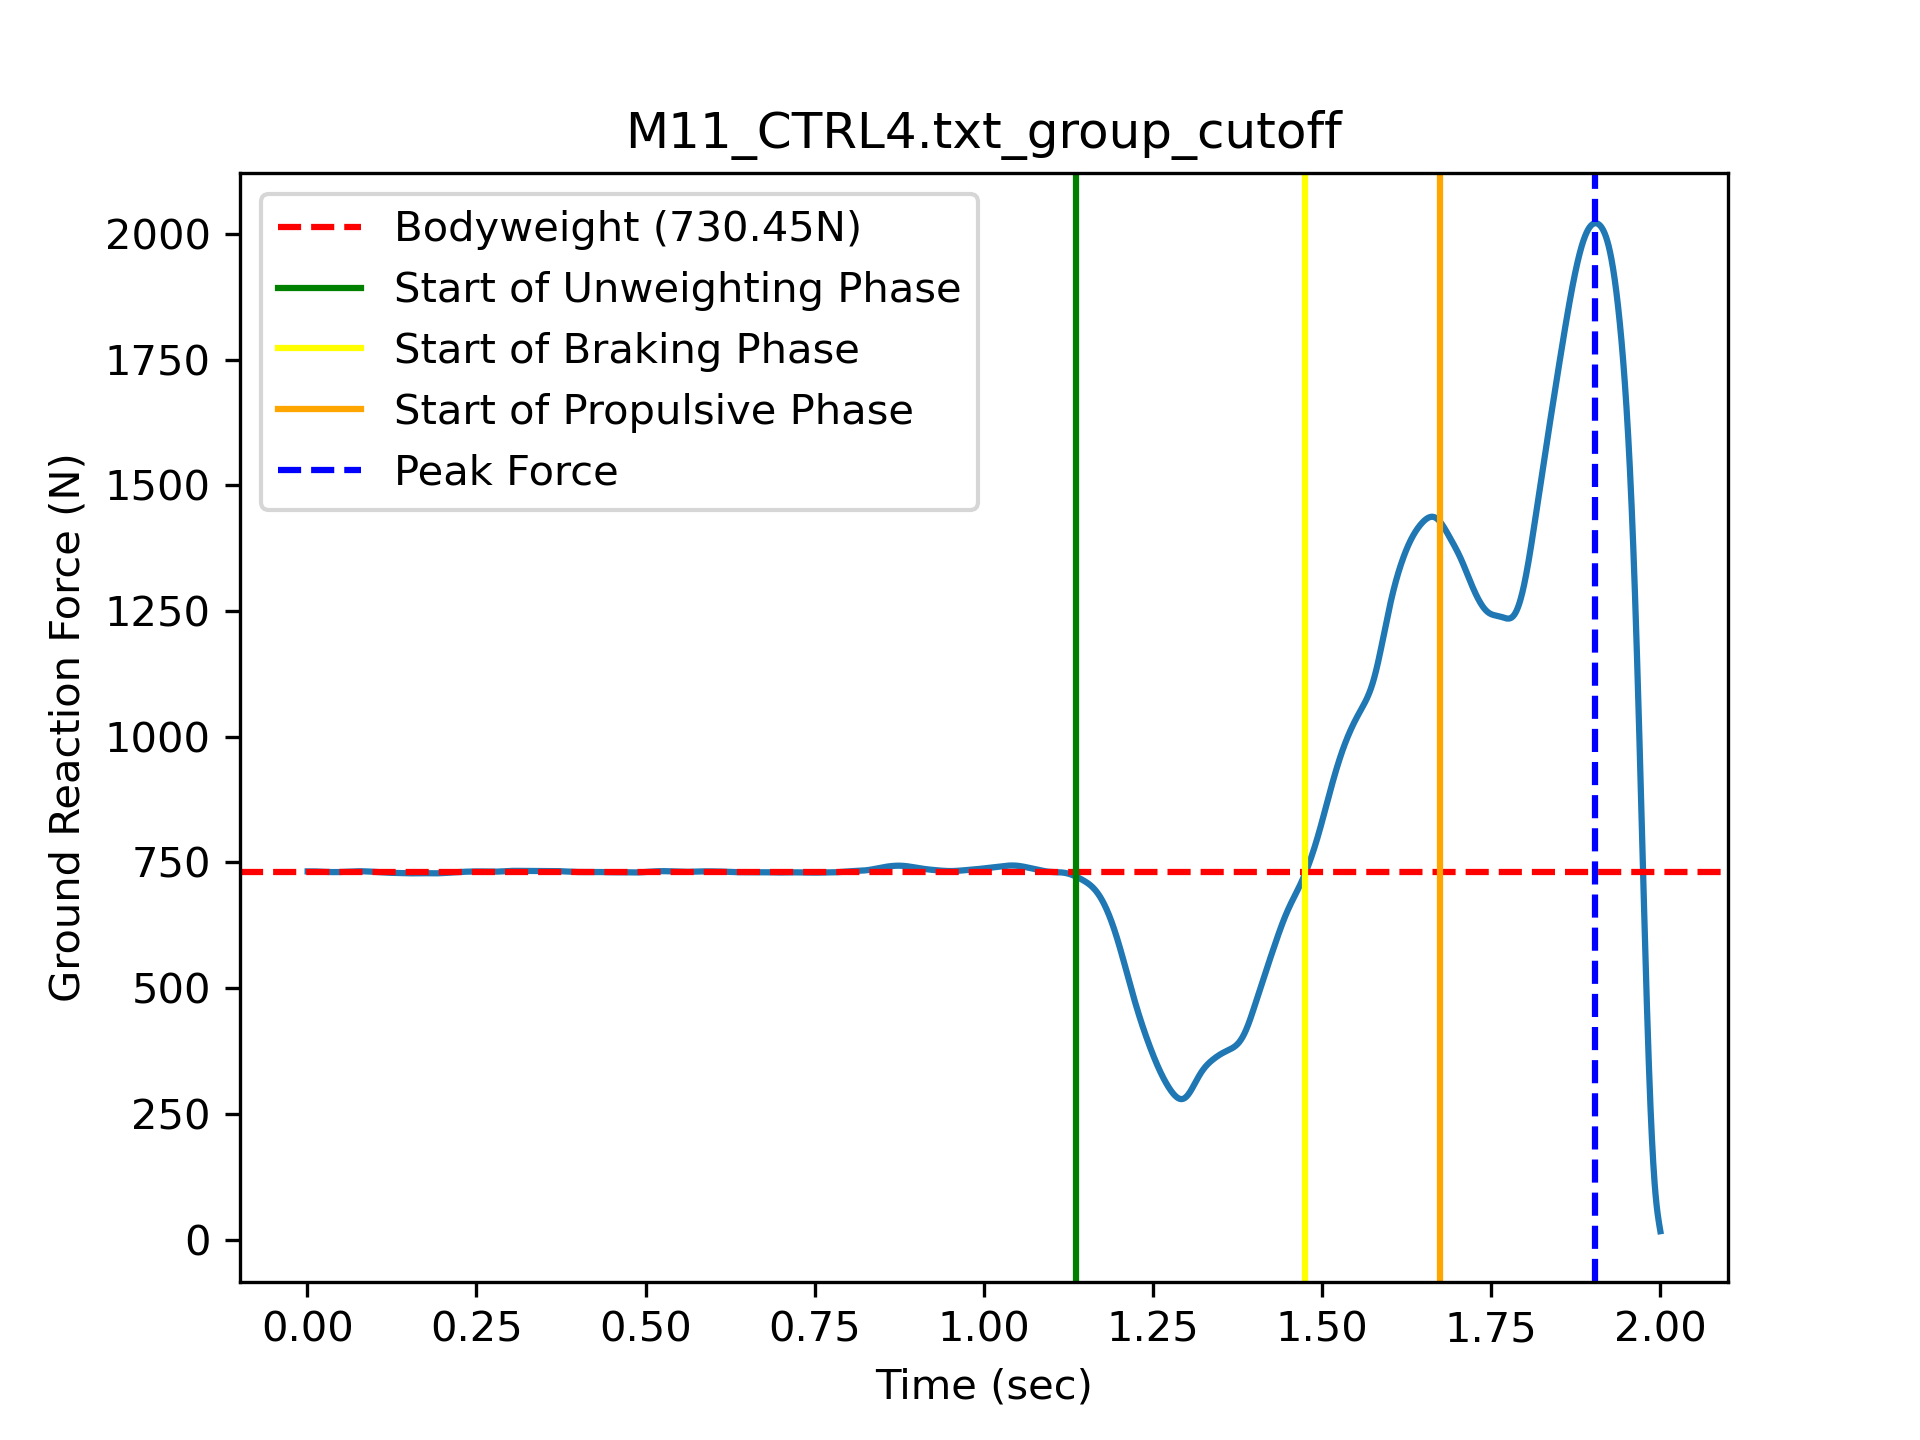 M11_CTRL4.txt_group_cutoff
Bodyweight (730.45N)
Start of Unweighting Phase
Start of Braking Phase
Start of Propulsive Phase
Peak Force
Ground Reaction Force (N)
2000
1750
1500
1250
1000
750
500
250
0
0.00 0.25 0.50 0.75 1.00 1.25 1.50 1.75 2.00
Time (sec)